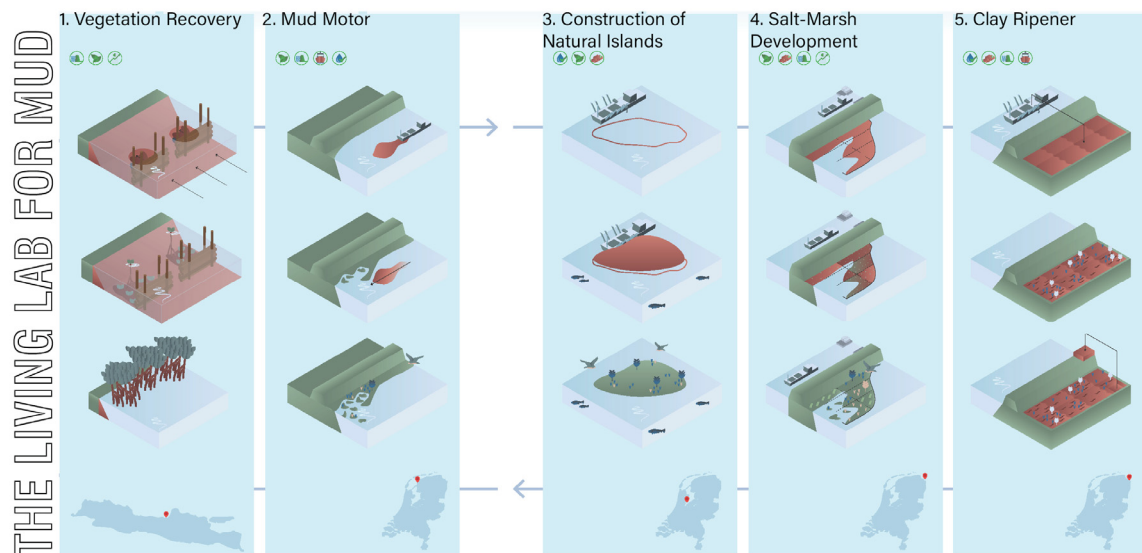 THE LIVING LAB FOR MUD
1. Vegetation Recovery
2. Mud Motor
3. Construction of
Natural Islands
4. Salt-Marsh
Development
5. Clay Ripener